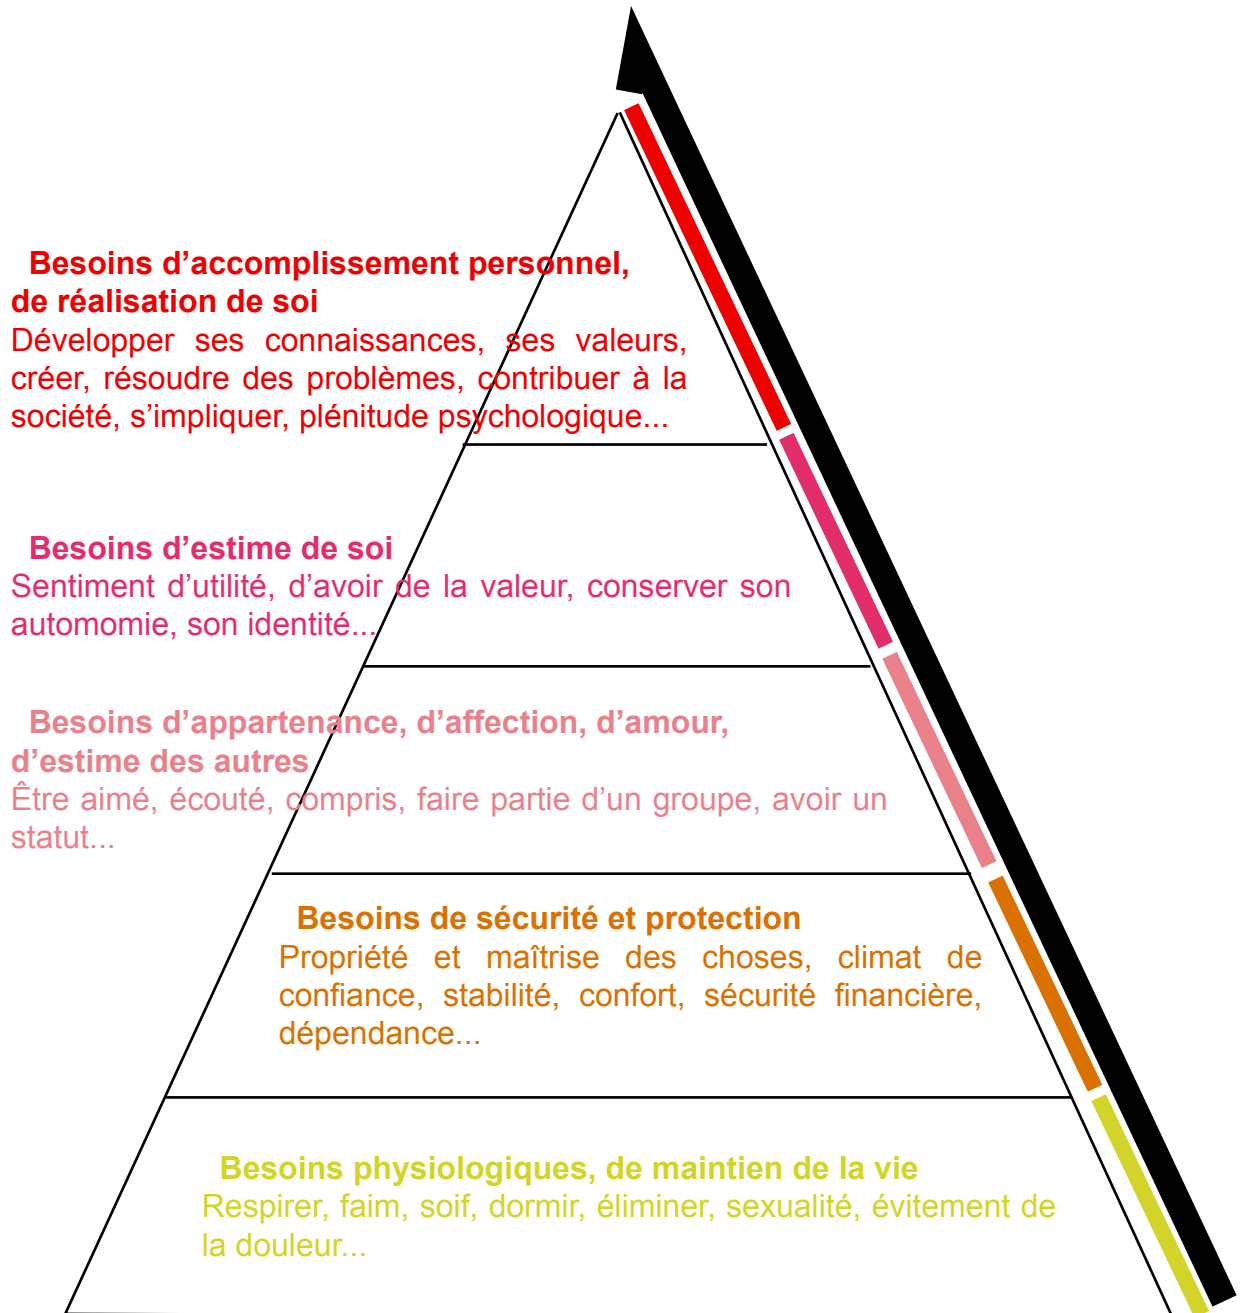 Besoins d’accomplissement personnel,
de réalisation de soi
Développer ses connaissances, ses valeurs,
créer, résoudre des problèmes, contribuer à la
société, s’impliquer, plénitude psychologique...
Besoins d’estime de soi
Sentiment d’utilité, d’avoir de la valeur, conserver son
automomie, son identité...
Besoins d’appartenance, d’affection, d’amour,
d’estime des autres
Être aimé, écouté, compris, faire partie d’un groupe, avoir un
statut...
Besoins de sécurité et protection
Propriété et maîtrise des choses, climat de
confiance, stabilité, confort, sécurité financière,
dépendance...
Besoins physiologiques, de maintien de la vie
Respirer, faim, soif, dormir, éliminer, sexualité, évitement de
la douleur...